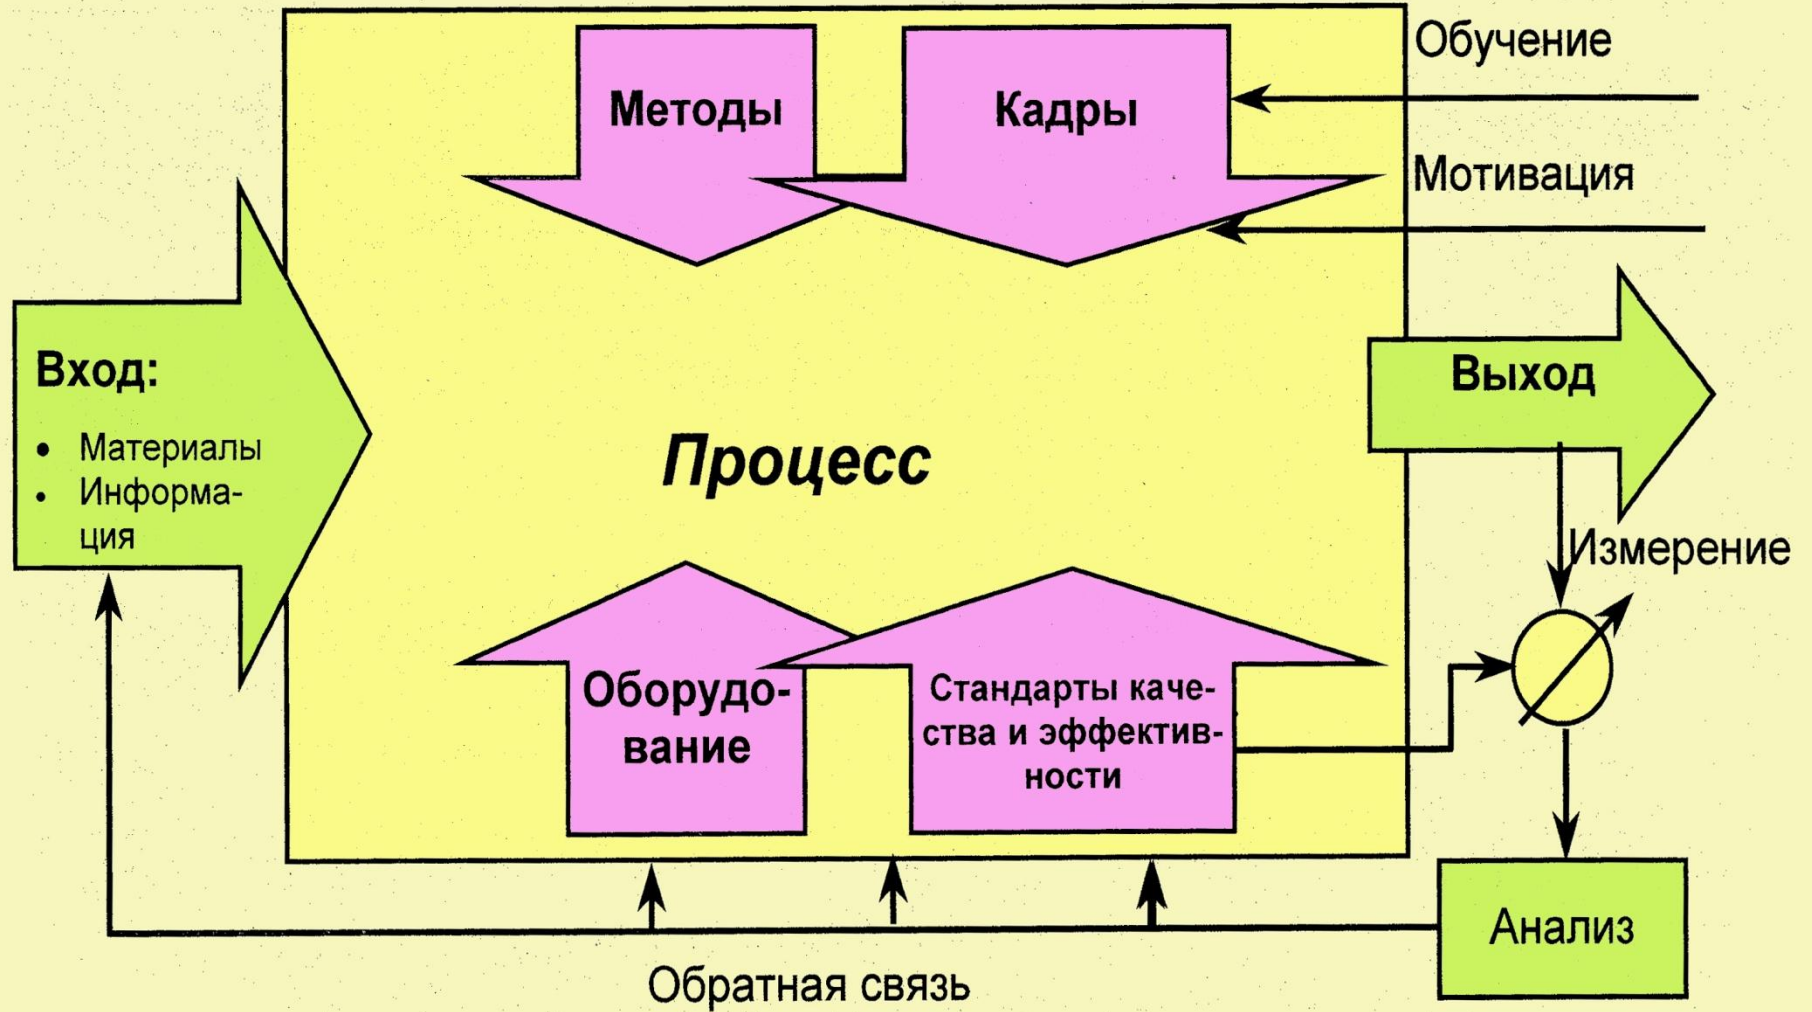 Обучение
Методы
Кадры
Мотивация
Вход:
• Материалы
• Информа-
ция
Выход
Процесс
Измерение
Оборудо-
вание
Стандарты каче-
ства и эффектив-
ности
Анализ
Обратная связь